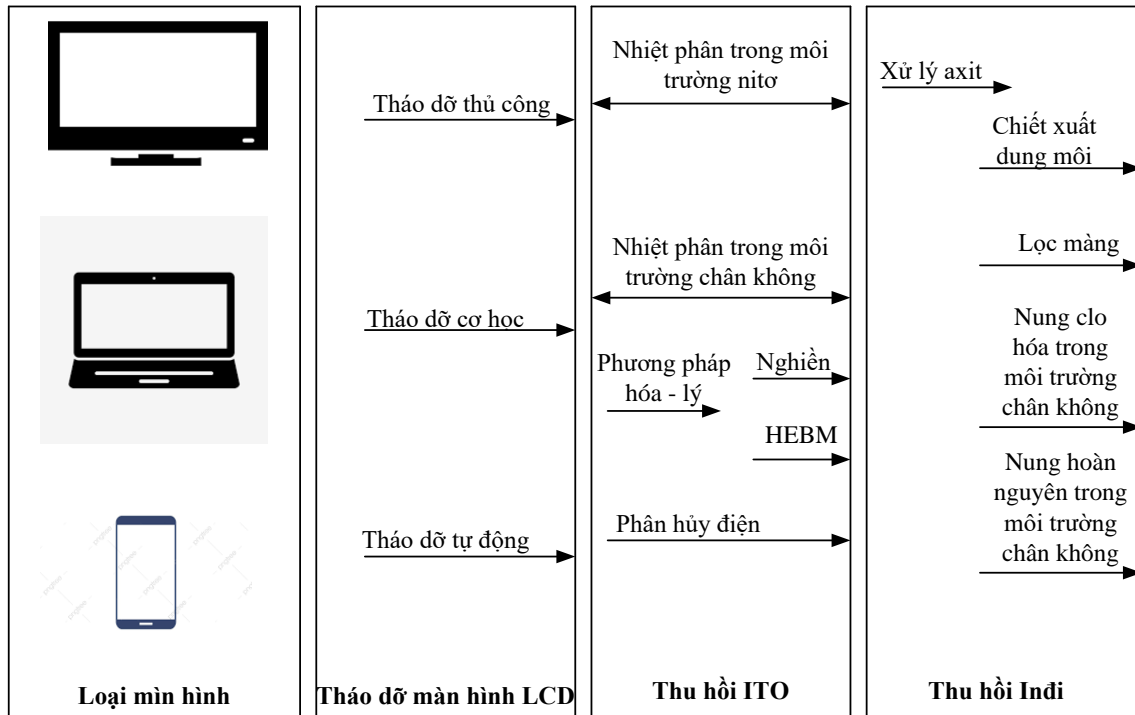 Loại mìn hình
Tháo dỡ thủ công
Tháo dỡ cơ học
Tháo dỡ tự động
Tháo dỡ màn hình LCD
Nhiệt phân trong môi
trường nitơ
Nhiệt phân trong môi
trường chân không
Phương pháp
hóa - lý
Nghiền
HEBM
Phân hủy điện
Thu hồi ITO
Xử lý axit
Chiết xuất
dung môi
Lọc màng
Nung clo
hóa trong
môi trường
chân không
Nung hoàn
nguyên trong
môi trường
chân không
Thu hồi Inđi